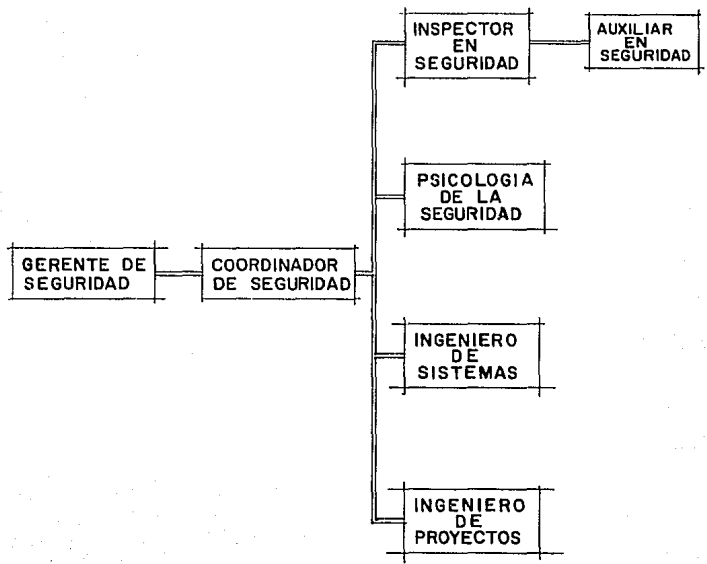 INSPECTOR
EN
SEGURIDAD
AUXILIAR
EN
SEGURIDAD
PSICOLOGIA
DE LA
SEGURIDAD
GERENTE DE
SEGURIDAD
COORDINADOR
DE SEGURIDAD
INGENIERO
DE
SISTEMAS
INGENIERO
DE
PROYECTOS